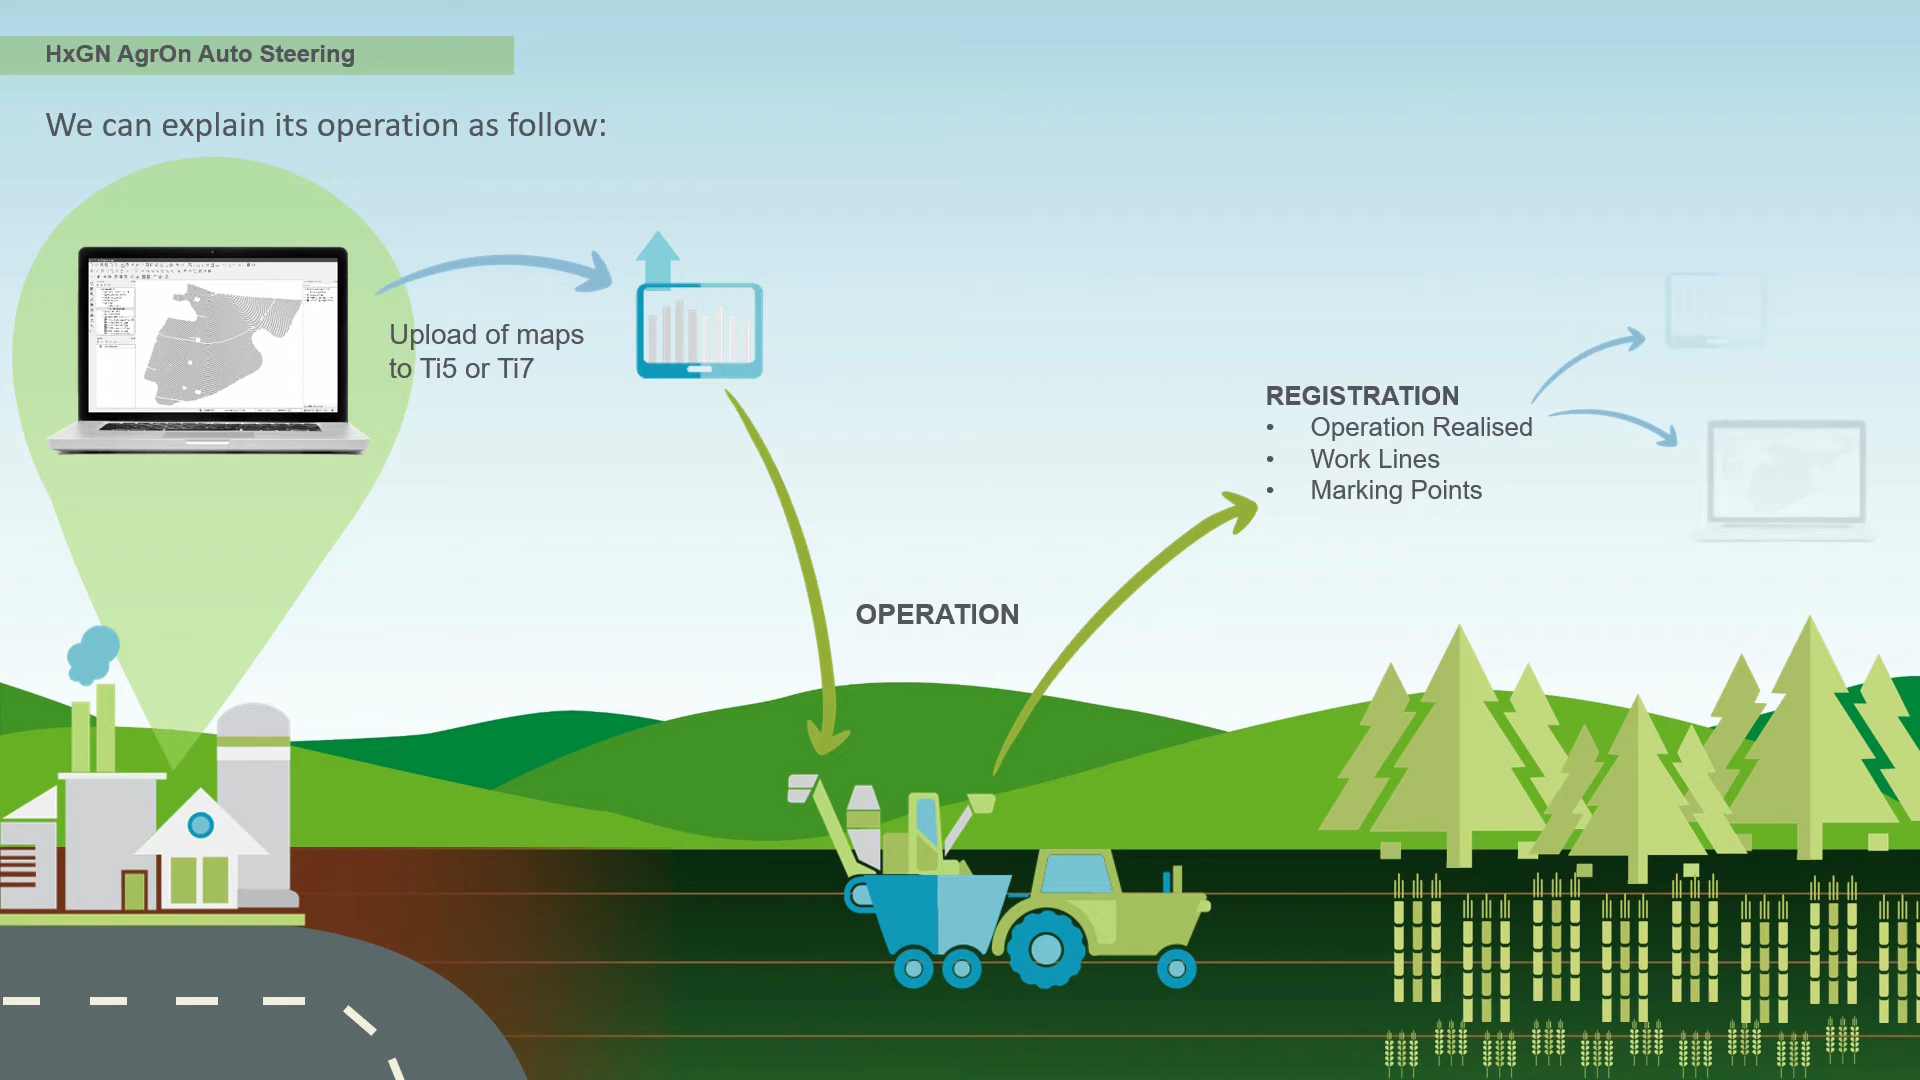 HxGN AgrOn Auto Steering
We can explain its operation as follow:
Upload of maps
to Ti5 or Ti7
REGISTRATION
• Operation Realised
• Work Lines
• Marking Points
OPERATION